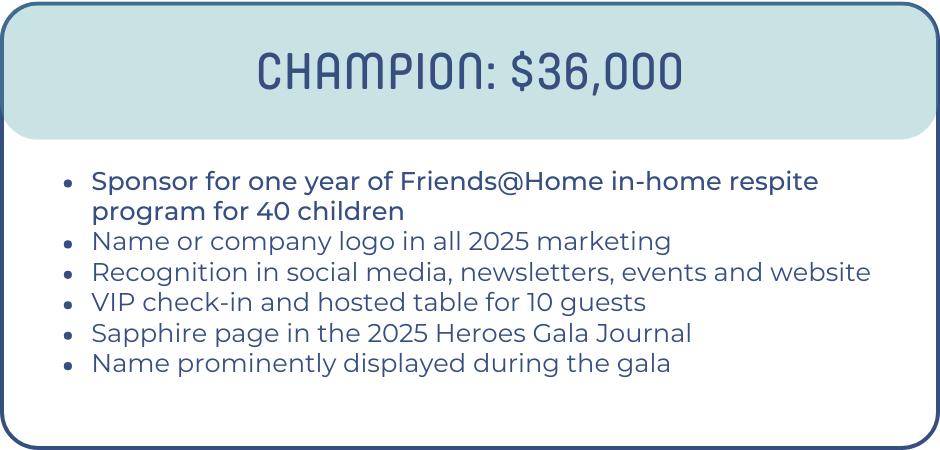 CHAMPION: $36,000
• Sponsor for one year of Friends@Home in-home respite
program for 40 children
• Name or company logo in all 2025 marketing
• Recognition in social media, newsletters, events and website
• VIP check-in and hosted table for 10 guests
• Sapphire page in the 2025 Heroes Gala Journal
• Name prominently displayed during the gala